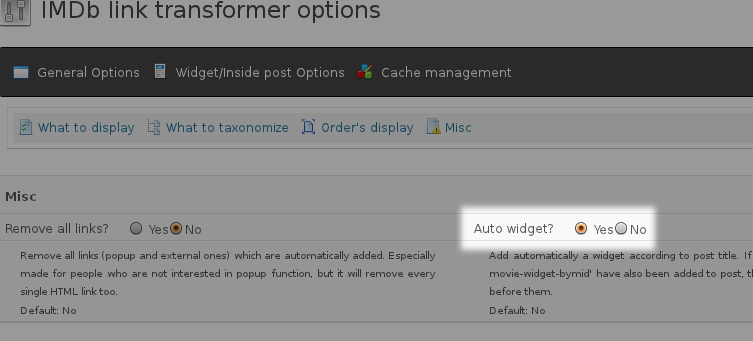 IMDb link transformer options
General Options Widget/Inside post Options Cache management
What to display What to taxonomize Order's display Misc
Misc
Remove all links? Yes No Auto widget? Yes No
Remove all links (popup and external ones) which are automatically added. Especially
made for people who are not interested in popup function, but it will remove every
single HTML link too.
Default: No
Add automatically a widget according to post title. If
movie-widget-bymid' have also been added to post,
before them.
Default: No